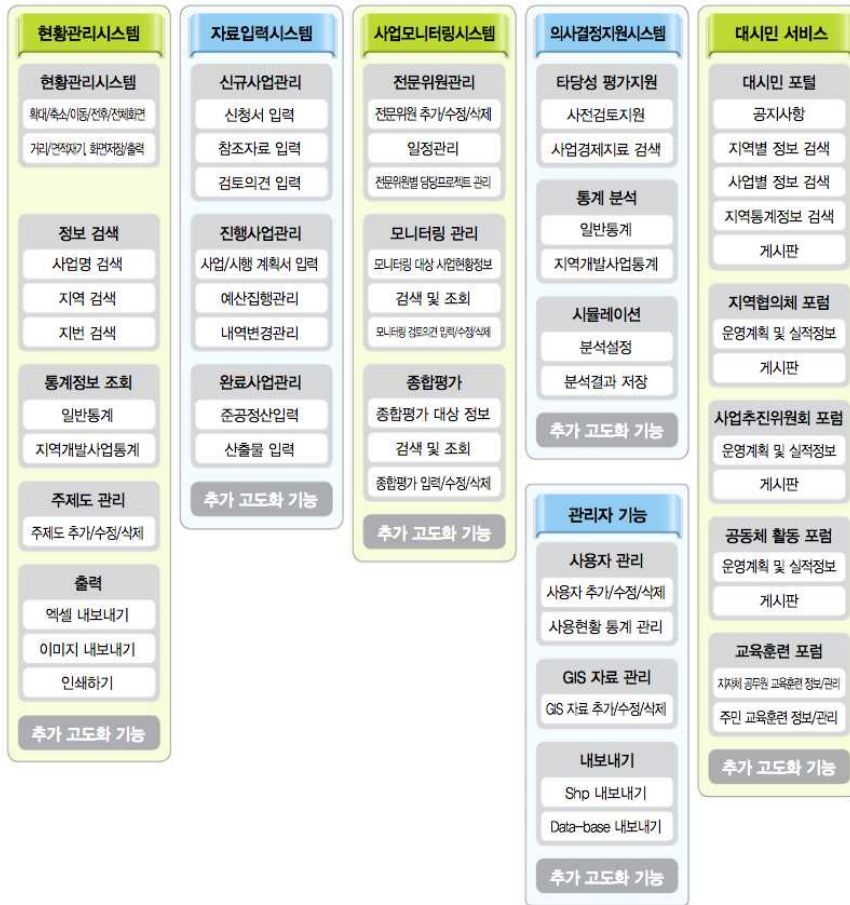 현황관리시스템
현황관리시스템
확대/축소/이동/전후/전체화면
거리/면적재기, 화면저장/출력
정보 검색
사업명 검색
지역 검색
지번 검색
통계정보 조회
일반통계
지역개발사업통계
주제도 관리
주제도 추가/수정/삭제
출력
엑셀 내보내기
이미지 내보내기
인쇄하기
추가 고도화 기능
자료입력시스템
신규사업관리
신청서 입력
참조자료 입력
검토의견 입력
진행사업관리
사업/시행 계획서 입력
예산집행관리
내역변경관리
완료사업관리
준공정산입력
산출물 입력
추가 고도화 기능
사업모니터링시스템
전문위원관리
전문위원 추가/수정/삭제
일정관리
전문위원별 담당프로젝트 관리
모니터링 관리
모니터링 대상 사업현황정보
검색 및 조회
모니터링 검토의견 입력/수정/삭제
종합평가
종합평가 대상 정보
검색 및 조회
종합평가 입력/수정/삭제
추가 고도화 기능
의사결정지원시스템
타당성 평가지원
사전검토지원
사업경제지료 검색
통계 분석
일반통계
지역개발사업통계
시뮬레이션
분석설정
분석결과 저장
추가 고도화 기능
관리자 기능
사용자 관리
사용자 추가/수정/삭제
사용현황 통계 관리
GIS 자료 관리
GIS 자료 추가/수정/삭제
내보내기
Shp 내보내기
Data-base 내보내기
추가 고도화 기능
대시민 서비스
대시민 포털
공지사항
지역별 정보 검색
사업별 정보 검색
지역통계정보 검색
게시판
지역협의체 포럼
운영계획 및 실적정보
게시판
사업추진위원회 포럼
운영계획 및 실적정보
게시판
공동체 활동 포럼
운영계획 및 실적정보
게시판
교육훈련 포럼
지자체 공무원 교육훈련 정보/관리
주민 교육훈련 정보/관리
추가 고도화 기능